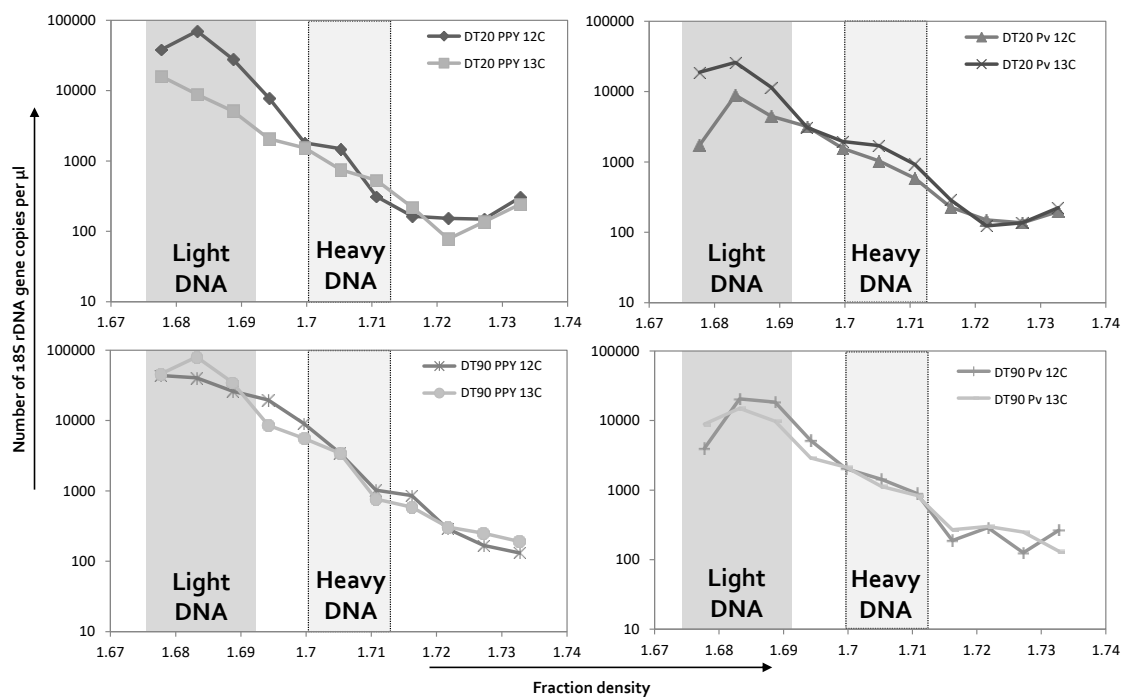 Number of 18S rDNA gene copies per µl
100000
10000
1000
100
10
1.67 1.68 1.69 1.7 1.71 1.72 1.73 1.74
DT20 PPY 12C
DT20 PPY 13C
Light
DNA
Heavy
DNA
100000
10000
1000
100
10
1.67 1.68 1.69 1.7 1.71 1.72 1.73 1.74
DT20 Pv 12C
DT20 Pv 13C
Light
DNA
Heavy
DNA
100000
10000
1000
100
10
1.67 1.68 1.69 1.7 1.71 1.72 1.73 1.74
DT90 PPY 12C
DT90 PPY 13C
Light
DNA
Heavy
DNA
100000
10000
1000
100
10
1.67 1.68 1.69 1.7 1.71 1.72 1.73 1.74
DT90 Pv 12C
DT90 Pv 13C
Light
DNA
Heavy
DNA
Fraction density